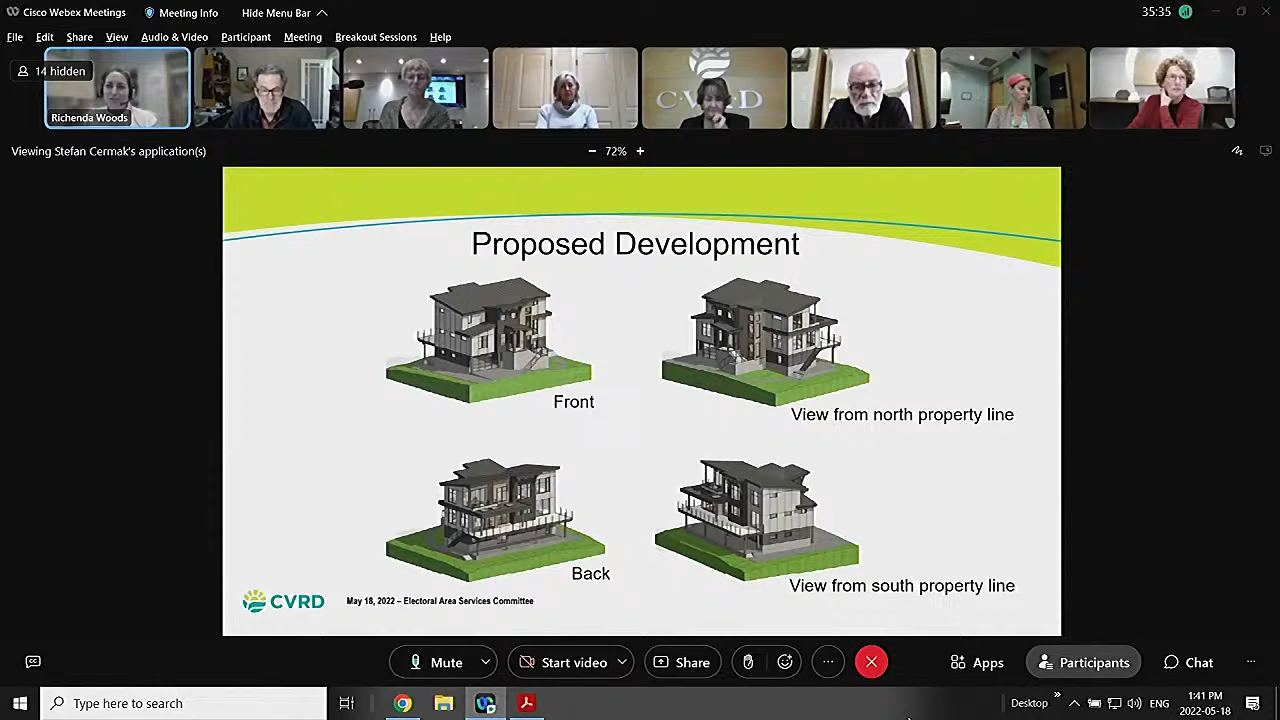 Cisco Webex Meetings
Meeting Info
Hide Menu Bar
35:35
File Edit Share View Audio & Video Participant Meeting Breakout Sessions Help
14 hidden
Richenda Woods
C·V·R·D
Viewing Stefan Cermak's application(s)
72%
Proposed Development
Front
View from north property line
Back
View from south property line
CVRD
May 18, 2022 – Electoral Area Services Committee
Mute
Start video
Share
Apps
Participants
Chat
Type here to search
Desktop
ENG
1:41 PM
2022-05-18